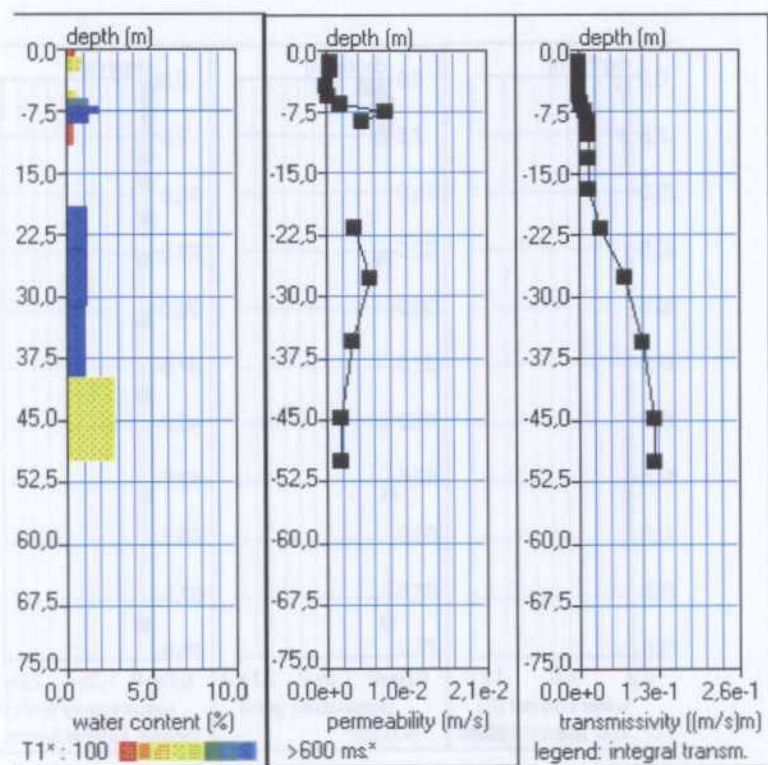 depth (m)
0,0
-7,5
15,0
22,5
30,0
37,5
45,0
52,5
60,0
67,5
75,0
0,0 5,0 10,0
water content (%)
T1* : 100
>600 ms*
depth (m)
0.0
-7.5
-15.0
-22.5
-30.0
-37.5
-45.0
-52.5
-60.0
-67.5
-75.0
0.e+0 1.0e-2 2.1e-2
permeability (m/s)
depth (m)
0.0
-7.5
-15.0
-22.5
-30.0
-37.5
-45.0
-52.5
-60.0
-67.5
-75.0
0.0e+0 1.3e-1 2.6e-1
transmissivity ((m/s)m)
legend: integral transm.